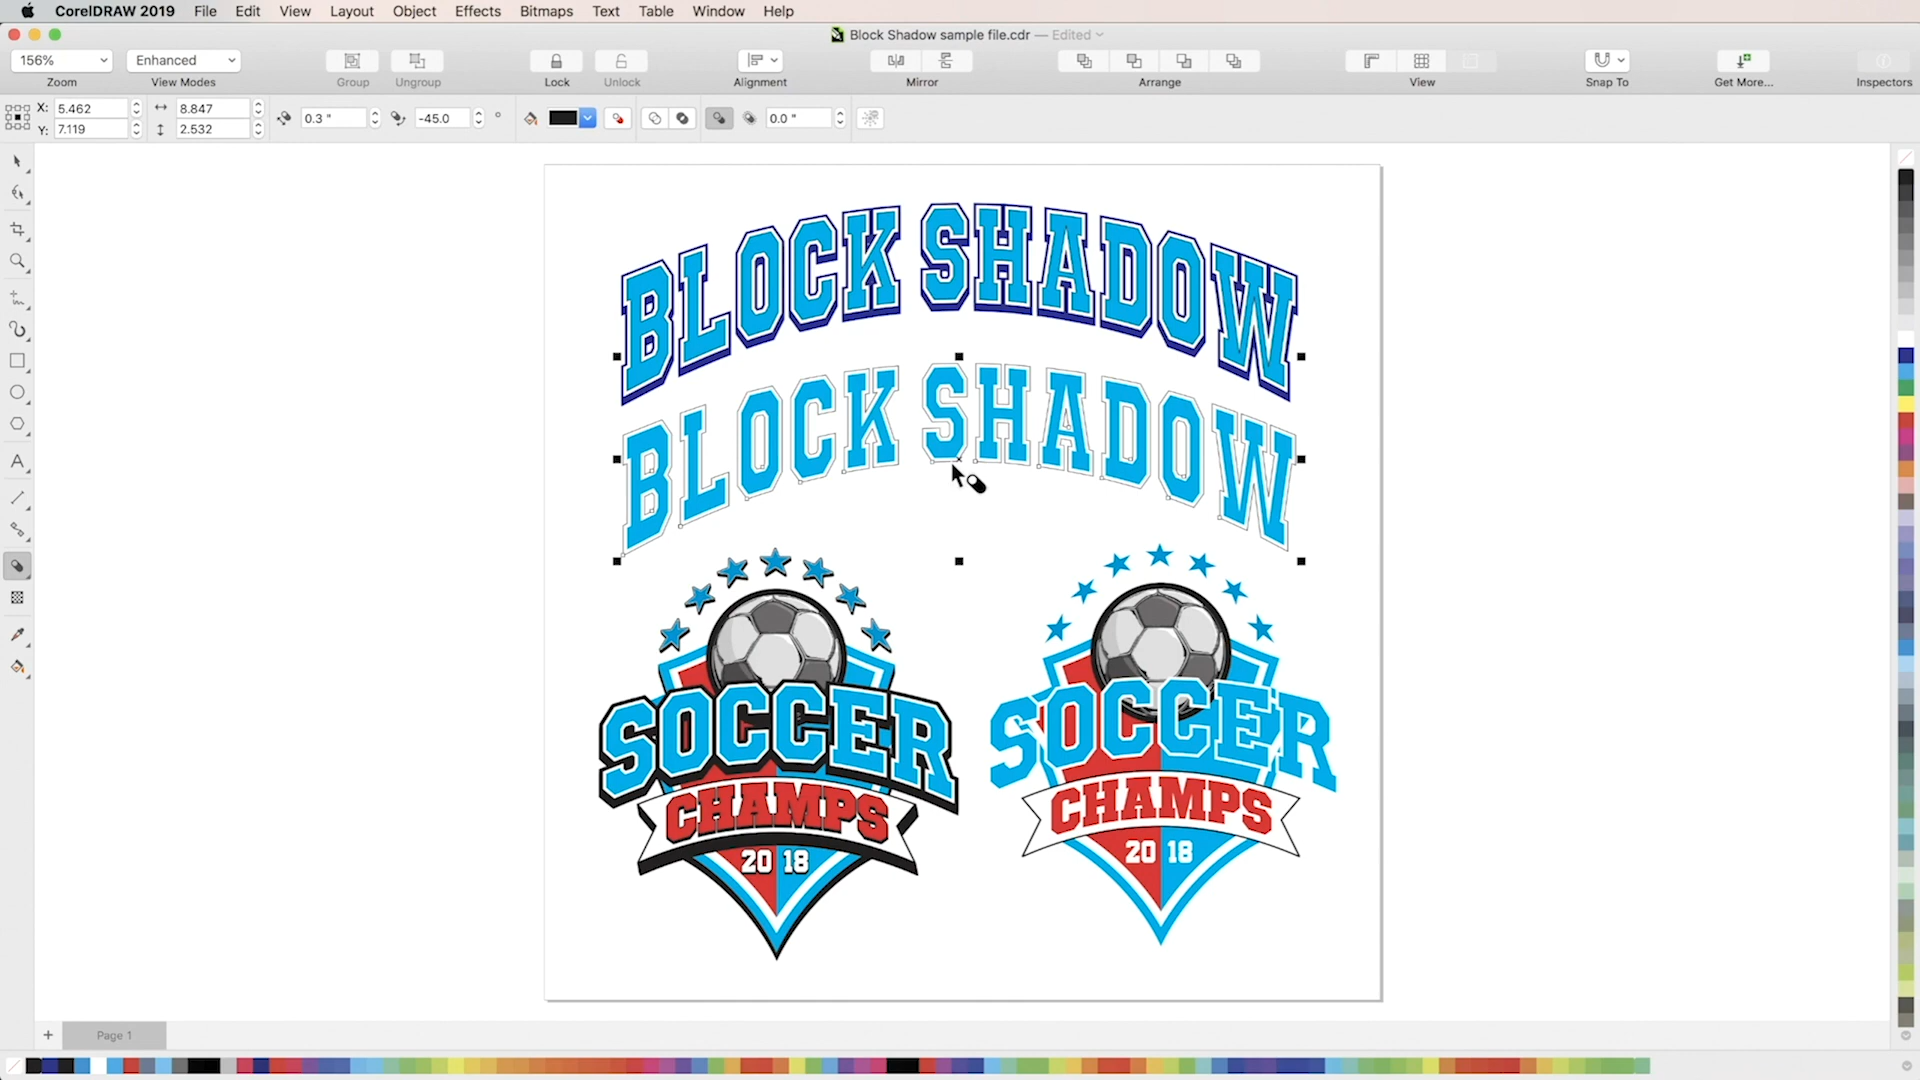 CorelDRAW 2019 File Edit View Layout Object Effects Bitmaps Text Table Window Help
Block Shadow sample file.cdr — Edited
156% Enhanced
Zoom View Modes Group Ungroup Lock Unlock Alignment Mirror Arrange View Snap To Get More... Inspectors
X: 5.462 8.847 0.3 " -45.0 ° 0.0 "
Y: 7.119 2.532
BLOCK SHADOW
BLOCK SHADOW
SOCCER
CHAMPS
20 18
SOCCER
CHAMPS
20 18
Page 1